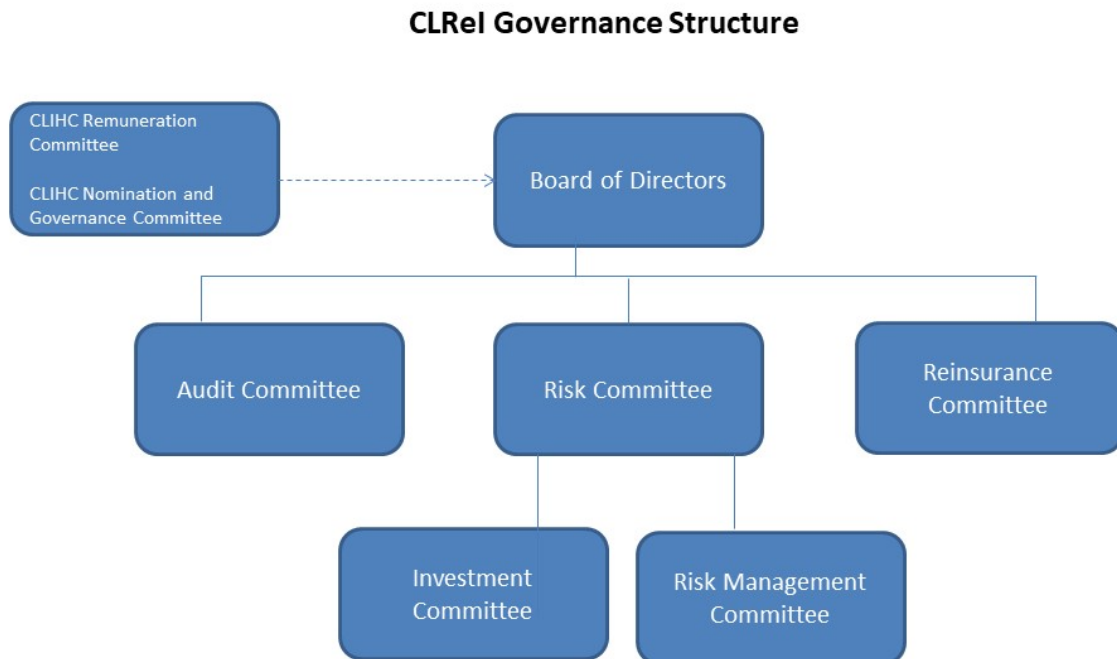 CLReI Governance Structure
CLIHC Remuneration
Committee
CLIHC Nomination and
Governance Committee
Board of Directors
Audit Committee
Risk Committee
Reinsurance
Committee
Investment
Committee
Risk Management
Committee